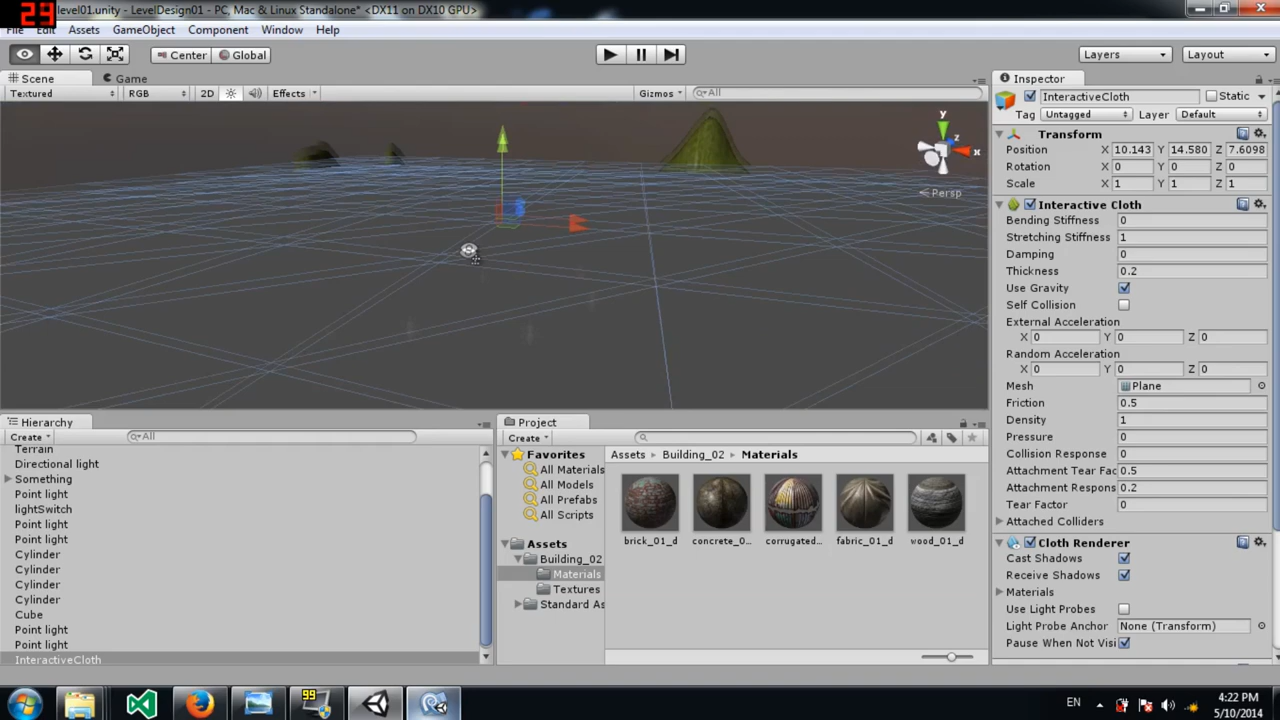 29
level01.unity - LevelDesign01 - PC, Mac & Linux Standalone* <DX11 on DX10 GPU>
File Edit Assets GameObject Component Window Help
Center Global Layers Layout
Scene Game
Textured RGB 2D Effects Gizmos All
y
z
x
Persp
Inspector
InteractiveCloth Static
Tag Untagged Layer Default
Transform
Position X 10.143 Y 14.580 Z 7.6098
Rotation X 0 Y 0 Z 0
Scale X 1 Y 1 Z 1
Interactive Cloth
Bending Stiffness 0
Stretching Stiffness 1
Damping 0
Thickness 0.2
Use Gravity
Self Collision
External Acceleration
X 0 Y 0 Z 0
Random Acceleration
X 0 Y 0 Z 0
Mesh Plane
Friction 0.5
Density 1
Pressure 0
Collision Response 0
Attachment Tear Fac 0.5
Attachment Respons 0.2
Tear Factor 0
Attached Colliders
Cloth Renderer
Cast Shadows
Receive Shadows
Materials
Use Light Probes
Light Probe Anchor None (Transform)
Pause When Not Visi
Hierarchy
Create All
Terrain
Directional light
Something
Point light
lightSwitch
Point light
Point light
Cylinder
Cylinder
Cylinder
Cylinder
Cube
Point light
Point light
InteractiveCloth
Project
Create
Favorites
All Materials
All Models
All Prefabs
All Scripts
Assets
Building_02
Materials
Textures
Standard As
Assets Building_02 Materials
brick_01_d concrete_0... corrugated... fabric_01_d wood_01_d
99
EN
4:22 PM
5/10/2014